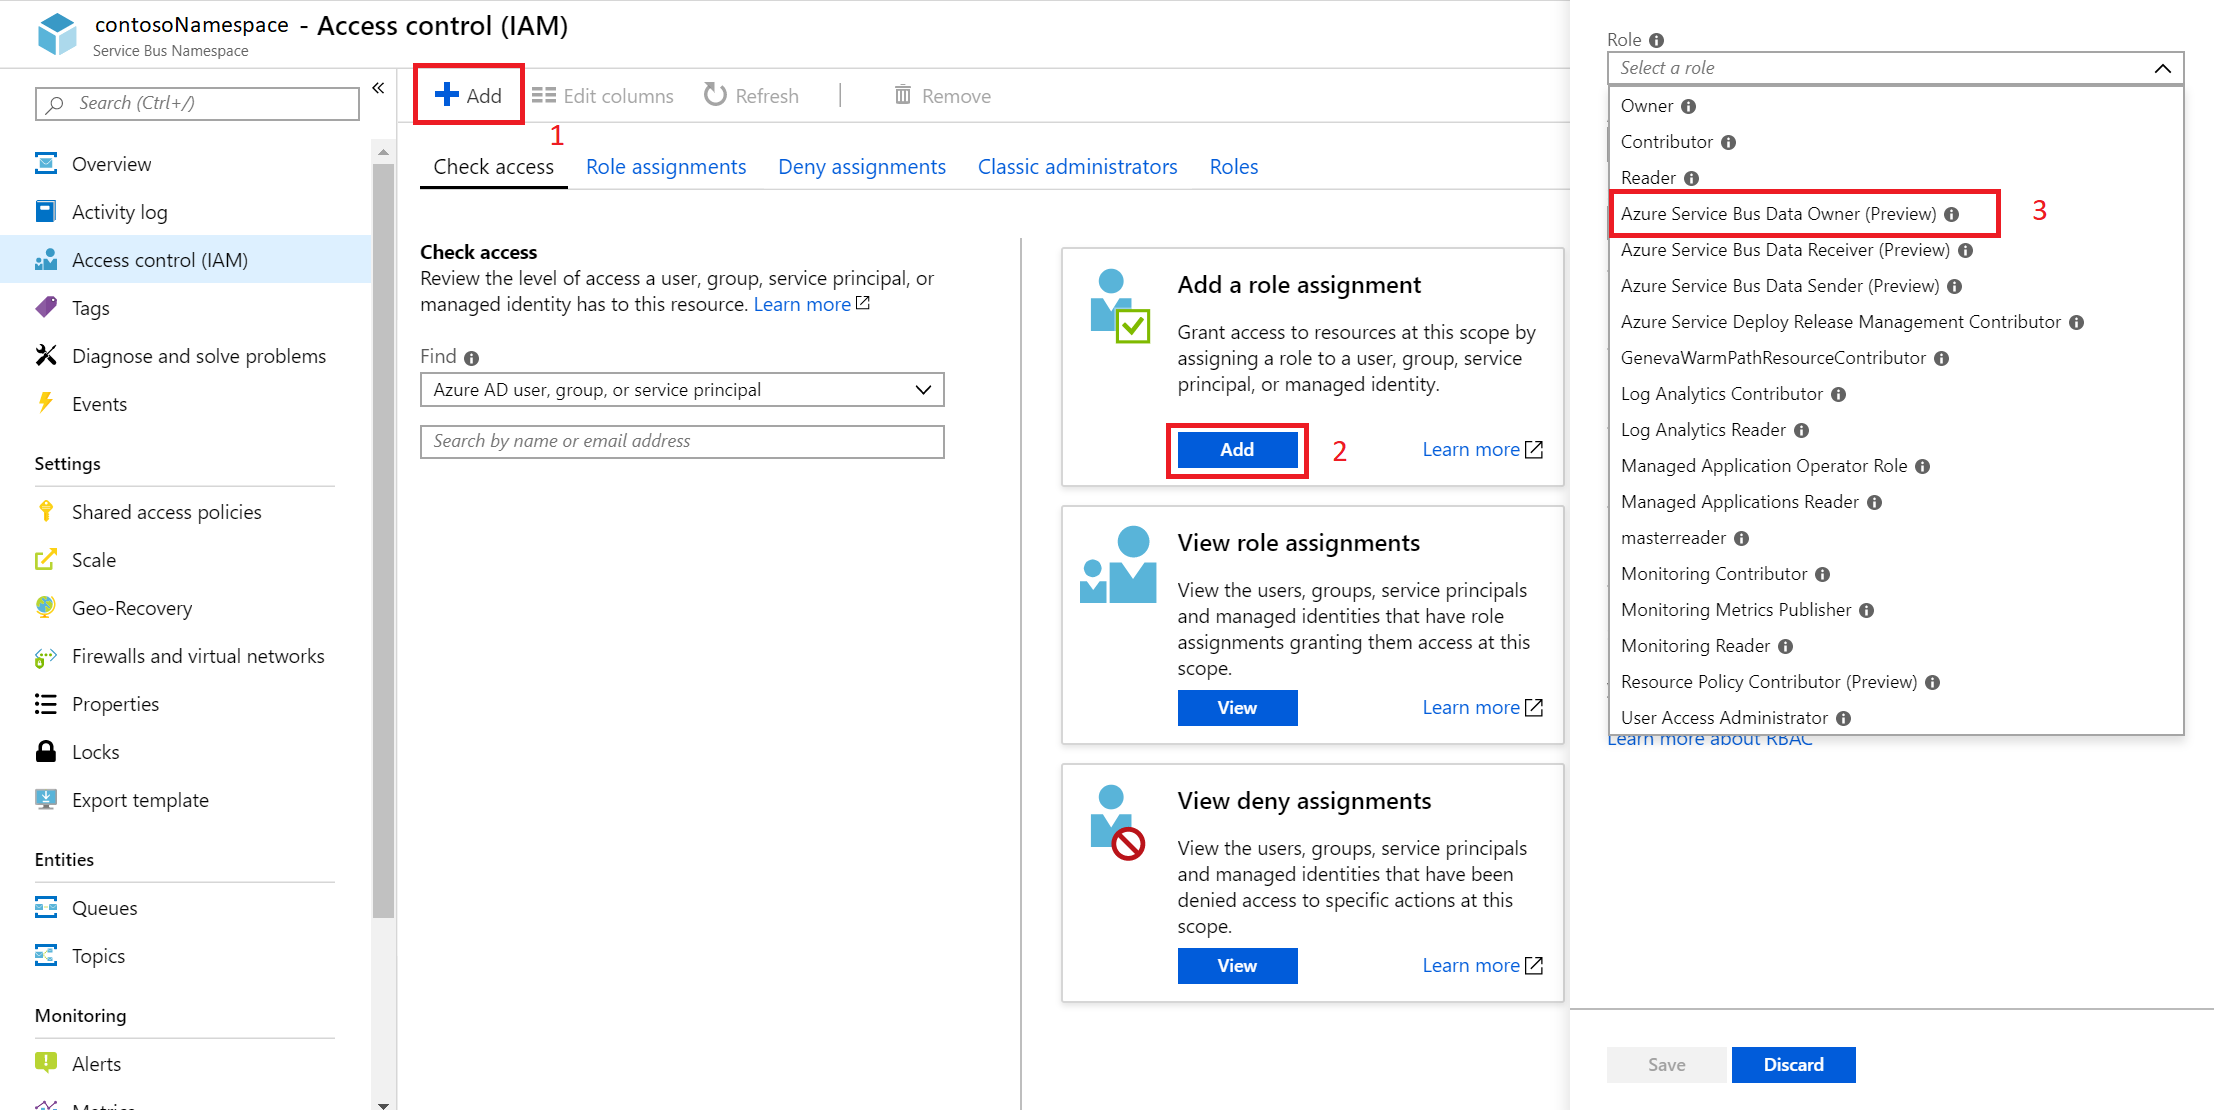 contosoNamespace - Access control (IAM)
Service Bus Namespace
Search (Ctrl+/)
Overview
Activity log
Access control (IAM)
Tags
Diagnose and solve problems
Events
Settings
Shared access policies
Scale
Geo-Recovery
Firewalls and virtual networks
Properties
Locks
Export template
Entities
Queues
Topics
Monitoring
Alerts
Metrics
Add
Edit columns
Refresh
Remove
1
Check access
Role assignments
Deny assignments
Classic administrators
Roles
Check access
Review the level of access a user, group, service principal, or
managed identity has to this resource. Learn more
Find
Azure AD user, group, or service principal
Search by name or email address
Add a role assignment
Grant access to resources at this scope by
assigning a role to a user, group, service
principal, or managed identity.
Add
2
Learn more
View role assignments
View the users, groups, service principals
and managed identities that have role
assignments granting them access at this
scope.
View
Learn more
View deny assignments
View the users, groups, service principals
and managed identities that have been
denied access to specific actions at this
scope.
View
Learn more
Role
Select a role
Owner
Contributor
Reader
Azure Service Bus Data Owner (Preview)
3
Azure Service Bus Data Receiver (Preview)
Azure Service Bus Data Sender (Preview)
Azure Service Deploy Release Management Contributor
GenevaWarmPathResourceContributor
Log Analytics Contributor
Log Analytics Reader
Managed Application Operator Role
Managed Applications Reader
masterreader
Monitoring Contributor
Monitoring Metrics Publisher
Monitoring Reader
Resource Policy Contributor (Preview)
User Access Administrator
Learn more about RBAC
Save
Discard